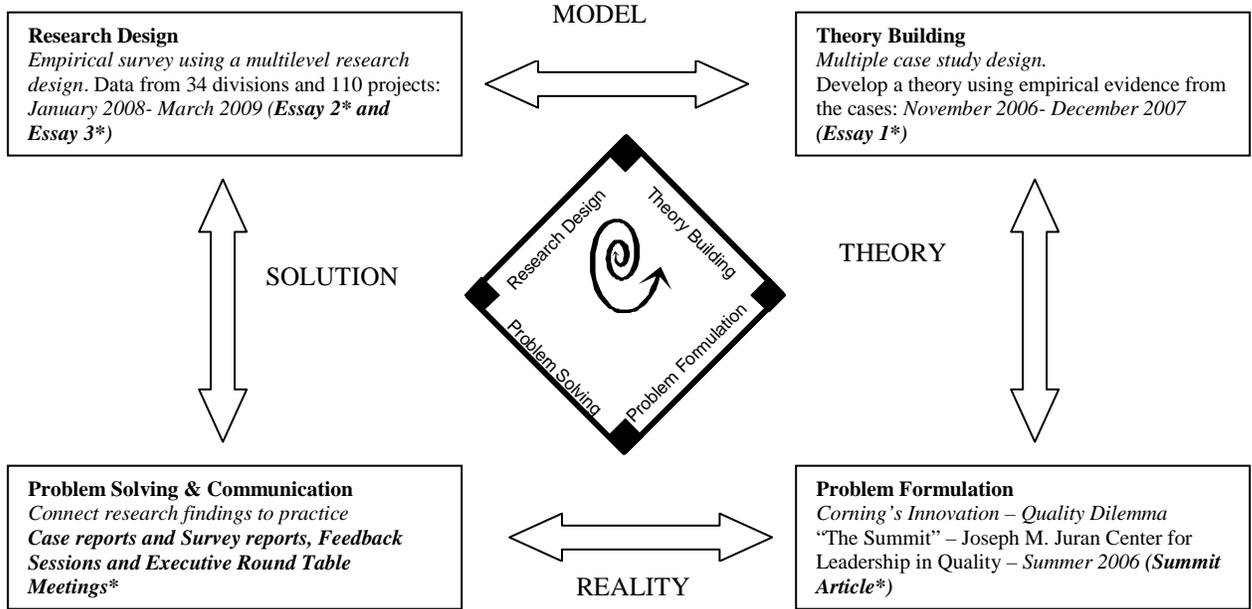 MODEL
Research Design
Empirical survey using a multilevel research
design. Data from 34 divisions and 110 projects:
January 2008- March 2009 (Essay 2* and
Essay 3*)
Theory Building
Multiple case study design.
Develop a theory using empirical evidence from
the cases: November 2006- December 2007
(Essay 1*)
SOLUTION
Research Design
Theory Building
Problem Solving
Problem Formulation
THEORY
Problem Solving & Communication
Connect research findings to practice
Case reports and Survey reports, Feedback
Sessions and Executive Round Table
Meetings*
REALITY
Problem Formulation
Corning’s Innovation – Quality Dilemma
“The Summit” – Joseph M. Juran Center for
Leadership in Quality – Summer 2006 (Summit
Article*)